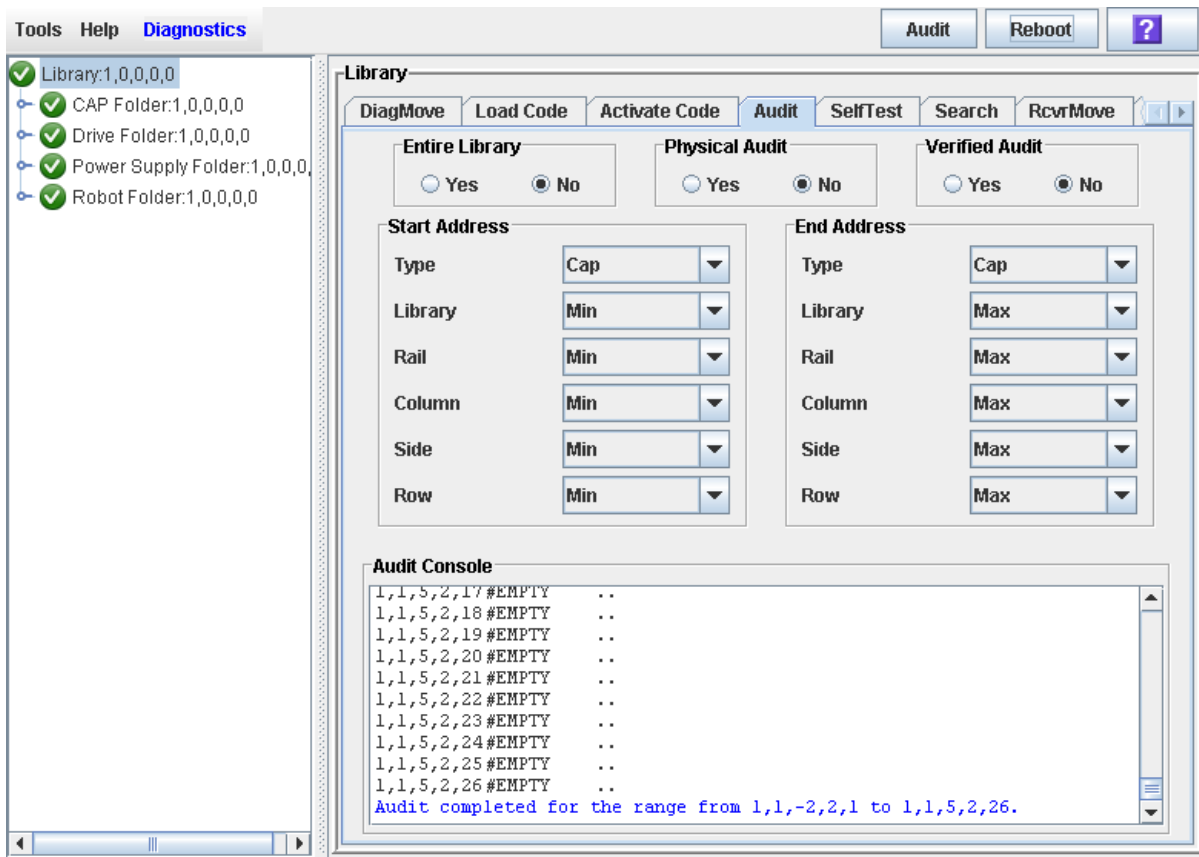 Tools Help Diagnostics Audit Reboot ?
Library:1,0,0,0,0
CAP Folder:1,0,0,0,0
Drive Folder:1,0,0,0,0
Power Supply Folder:1,0,0,0,
Robot Folder:1,0,0,0,0
Library
DiagMove Load Code Activate Code Audit SelfTest Search RcvrMove
Entire Library Physical Audit Verified Audit
Yes No Yes No Yes No
Start Address End Address
Type Cap Type Cap
Library Min Library Max
Rail Min Rail Max
Column Min Column Max
Side Min Side Max
Row Min Row Max
Audit Console
1,1,5,2,17#EMPTY ..
1,1,5,2,18#EMPTY ..
1,1,5,2,19#EMPTY ..
1,1,5,2,20#EMPTY ..
1,1,5,2,21#EMPTY ..
1,1,5,2,22#EMPTY ..
1,1,5,2,23#EMPTY ..
1,1,5,2,24#EMPTY ..
1,1,5,2,25#EMPTY ..
1,1,5,2,26#EMPTY ..
Audit completed for the range from 1,1,-2,2,1 to 1,1,5,2,26.